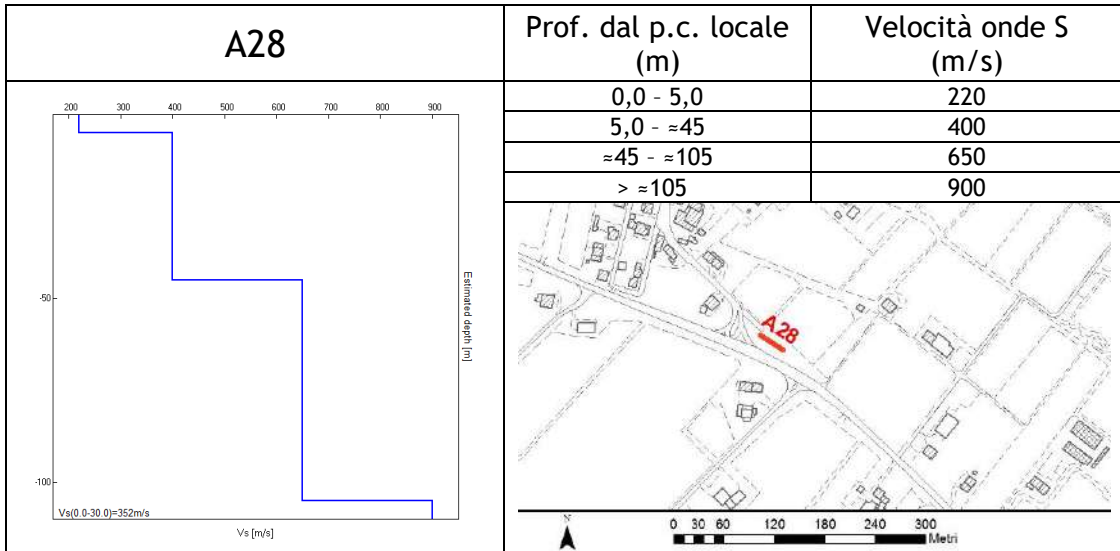 A28
Prof. dal p.c. locale
(m)
Velocità onde S
(m/s)
0,0 – 5,0
220
5,0 – ≈45
400
≈45 – ≈105
650
> ≈105
900
200 300 400 500 600 700 800 900
-50
-100
Estimated depth [m]
Vs(0.0-30.0)=352m/s
Vs [m/s]
A28
N
0 30 60 120 180 240 300
Metri